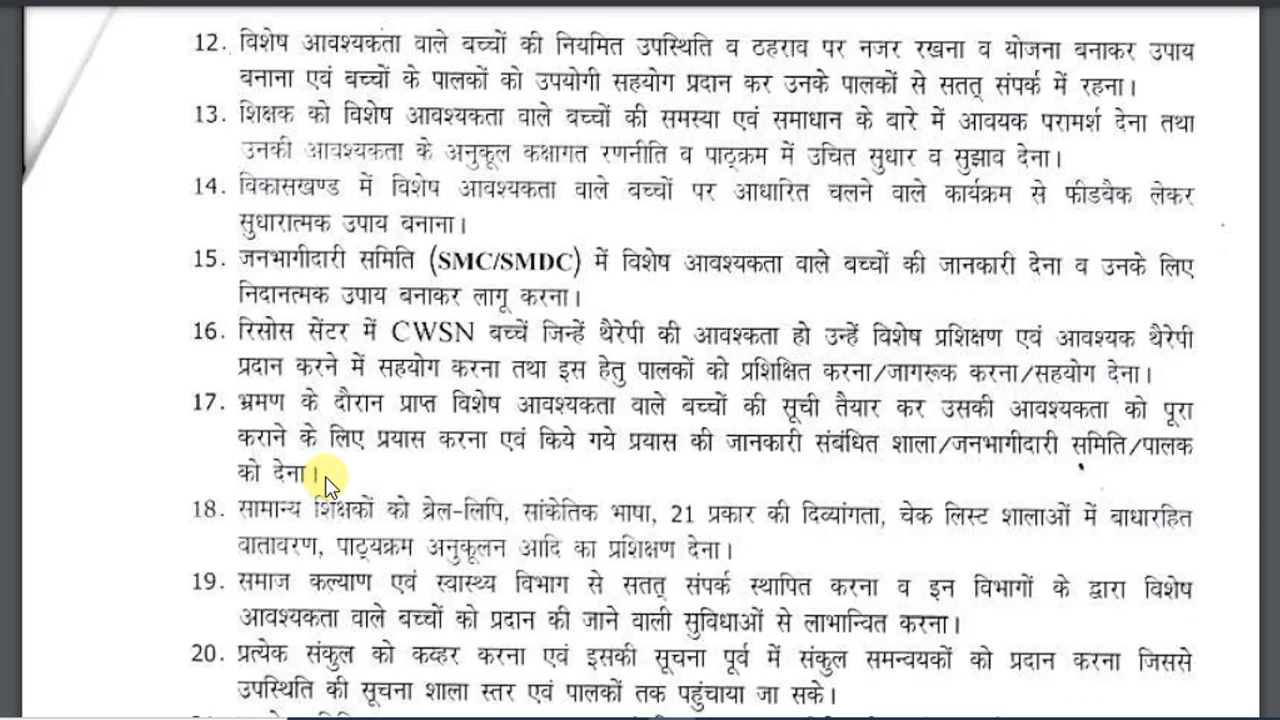 12. विशेष आवश्यकता वाले बच्चों की नियमित उपस्थिति व ठहराव पर नजर रखना व योजना बनाकर उपाय
बनाना एवं बच्चों के पालकों को उपयोगी सहयोग प्रदान कर उनके पालकों से सतत् संपर्क में रहना।
13. शिक्षक को विशेष आवश्यकता वाले बच्चों की समस्या एवं समाधान के बारे में आवयक परामर्श देना तथा
उनकी आवश्यकता के अनुकूल कक्षागत रणनीति व पाठ्क्रम में उचित सुधार व सुझाव देना।
14. विकासखण्ड में विशेष आवश्यकता वाले बच्चों पर आधारित चलने वाले कार्यक्रम से फीडबैक लेकर
सुधारात्मक उपाय बनाना।
15. जनभागीदारी समिति (SMC/SMDC) में विशेष आवश्यकता वाले बच्चों की जानकारी देना व उनके लिए
निदानत्मक उपाय बनाकर लागू करना।
16. रिसोस सेंटर में CWSN बच्चें जिन्हें थैरेपी की आवश्कता हो उन्हें विशेष प्रशिक्षण एवं आवश्यक थैरेपी
प्रदान करने में सहयोग करना तथा इस हेतु पालकों को प्रशिक्षित करना/जागरूक करना/सहयोग देना।
17. भ्रमण के दौरान प्राप्त विशेष आवश्यकता वाले बच्चों की सूची तैयार कर उसकी आवश्यकता को पूरा
कराने के लिए प्रयास करना एवं किये गये प्रयास की जानकारी संबंधित शाला/जनभागीदारी समिति/पालक
को देना।
18. सामान्य शिक्षकों को ब्रेल-लिपि, सांकेतिक भाषा, 21 प्रकार की दिव्यांगता, चेक लिस्ट शालाओं में बाधारहित
वातावरण, पाठ्यक्रम अनुकूलन आदि का प्रशिक्षण देना।
19. समाज कल्याण एवं स्वास्थ्य विभाग से सतत् संपर्क स्थापित करना व इन विभागों के द्वारा विशेष
आवश्यकता वाले बच्चों को प्रदान की जाने वाली सुविधाओं से लाभान्वित करना।
20. प्रत्येक संकुल को कव्हर करना एवं इसकी सूचना पूर्व में संकुल समन्वयकों को प्रदान करना जिससे
उपस्थिति की सूचना शाला स्तर एवं पालकों तक पहुंचाया जा सके।